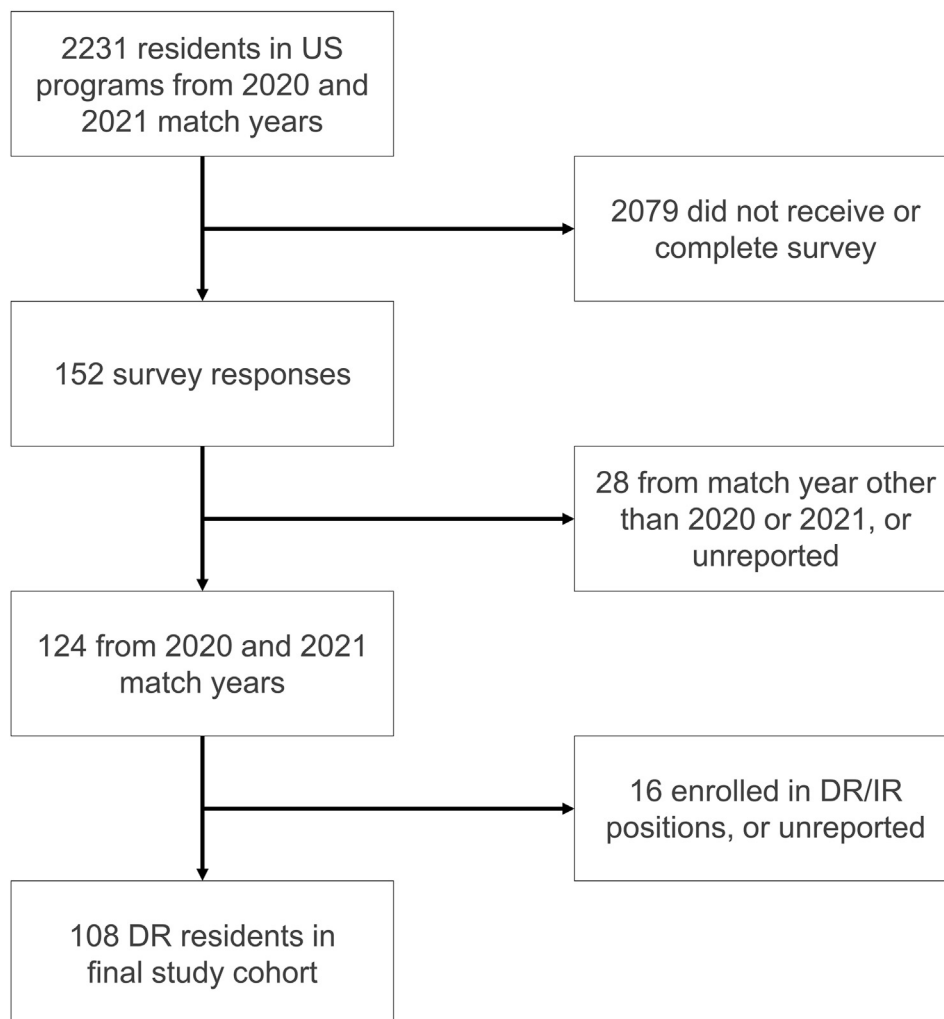 2231 residents in US
programs from 2020 and
2021 match years
2079 did not receive or
complete survey
152 survey responses
28 from match year other
than 2020 or 2021, or
unreported
124 from 2020 and 2021
match years
16 enrolled in DR/IR
positions, or unreported
108 DR residents in
final study cohort